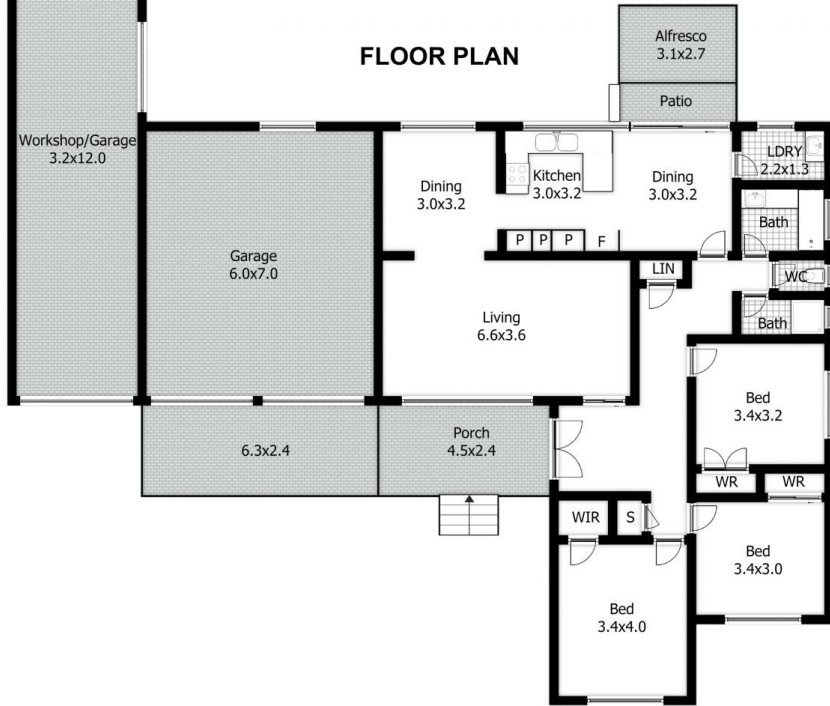 FLOOR PLAN
Alfresco
3.1x2.7
Patio
Workshop/Garage
3.2x12.0
Garage
6.0x7.0
Dining
3.0x3.2
Kitchen
3.0x3.2
Dining
3.0x3.2
LDRY
2.2x1.3
P
P
P
F
Bath
LIN
WC
Bath
Living
6.6x3.6
Bed
3.4x3.2
6.3x2.4
Porch
4.5x2.4
WR
WR
WIR
S
Bed
3.4x3.0
Bed
3.4x4.0